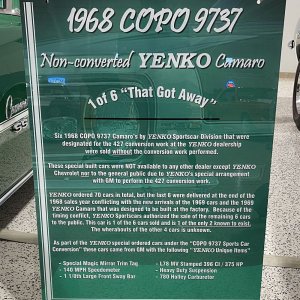 1968 COPO 9737
Non-converted YENKO Camaro
1 of 6 "That Got Away"
Six 1968 COPO 9737 Camaro's by YENKO Sportscar Division that were
designated for the 427 conversion work at the YENKO dealership
were sold without the conversion work performed.
These special built cars were NOT available to any other dealer except YENKO
Chevrolet nor to the general public due to YENKO's special arrangement
with GM to perform the 427 conversion work.
YENKO ordered 70 cars in total, but the last 6 were delivered at the end of the
1968 sales year conflicting with the new arrivals of the 1969 cars and the 1969
YENKO Camaro that was designed to be built at the factory. Because of the
timing conflict, YENKO Sportscars authorized the sale of the remaining 6 cars
to the public. This car is 1 of the 6 cars sold and is 1 of the only 2 known to exist.
The whereabouts of the other 4 cars is unknown.
As part of the YENKO special ordered cars under the "COPO 9737 Sports Car
Conversion" these cars came from GM with the following "YENKO Unique Items"
- Special Magic Mirror Trim Tag - L78 MV Stamped 396 CI / 375 HP
- 140 MPH Speedometer - Heavy Duty Suspension
- 1 1/8th Large Front Sway Bar - 780 Holley Carburetor